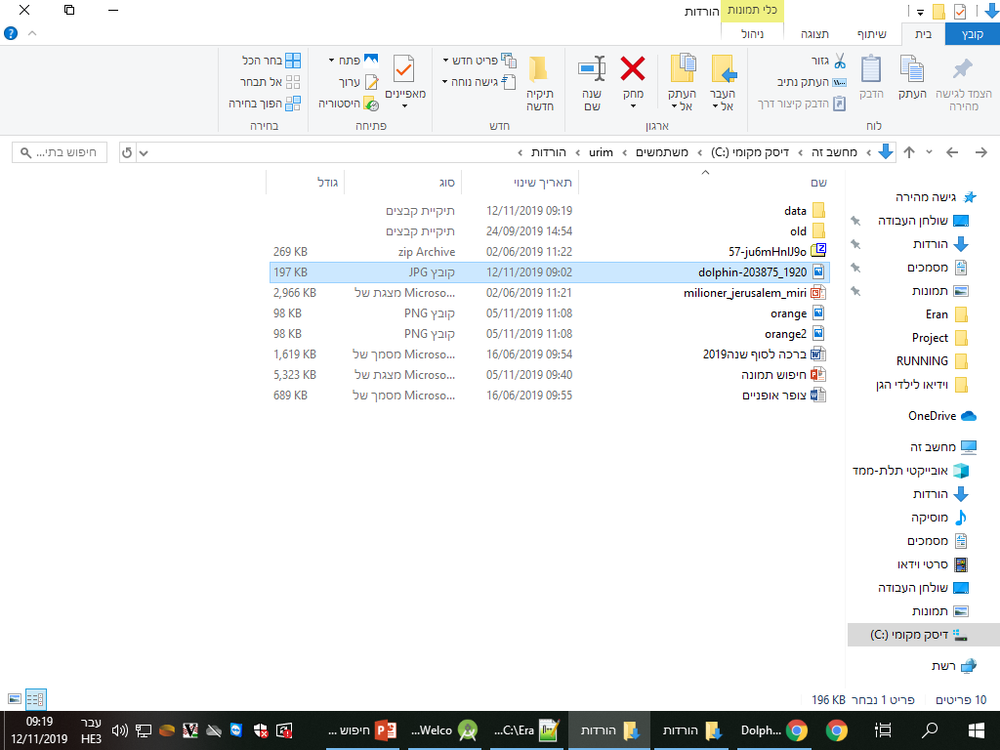 הורדות
כלי תמונות
קובץ
בית
שיתוף
תצוגה
ניהול
הצמד לגישה מהירה
העתק
הדבק
גזור
העתק נתיב
הדבק קיצור דרך
לוח
העבר אל
העתק אל
מחק
שנה שם
ארגון
תיקיה חדשה
פריט חדש
גישה נוחה
חדש
מאפיינים
פתח
ערוך
היסטוריה
פתיחה
בחר הכל
אל תבחר
הפוך בחירה
בחירה
מחשב זה ‹ דיסק מקומי (C:) ‹ משתמשים ‹ urim ‹ הורדות ‹
חיפוש בתי...
שם תאריך שינוי סוג גודל
data 12/11/2019 09:19 תיקיית קבצים
old 24/09/2019 14:54 תיקיית קבצים
57-ju6mHnlJ9o 02/06/2019 11:22 zip Archive 269 KB
dolphin-203875_1920 12/11/2019 09:02 קובץ JPG 197 KB
milioner_jerusalem_miri 02/06/2019 11:21 מצגת של Microso... 2,966 KB
orange 05/11/2019 11:08 קובץ PNG 98 KB
orange2 05/11/2019 11:08 קובץ PNG 98 KB
ברכה לסוף שנה2019 16/06/2019 09:54 מסמך של Microso... 1,619 KB
חיפוש תמונה 05/11/2019 09:40 מצגת של Microso... 5,323 KB
צופר אופניים 16/06/2019 09:55 מסמך של Microso... 689 KB
גישה מהירה
שולחן העבודה
הורדות
מסמכים
תמונות
Eran
Project
RUNNING
וידיאו לילדי הגן
OneDrive
מחשב זה
אובייקטי תלת-ממד
הורדות
מוסיקה
מסמכים
סרטי וידאו
שולחן העבודה
תמונות
דיסק מקומי (C:)
רשת
10 פריטים
פריט 1 נבחר 196 KB
Dolph...
הורדות
הורדות
C:\Era...
Welco...
חיפוש ...
עבר
HE3
09:19
12/11/2019